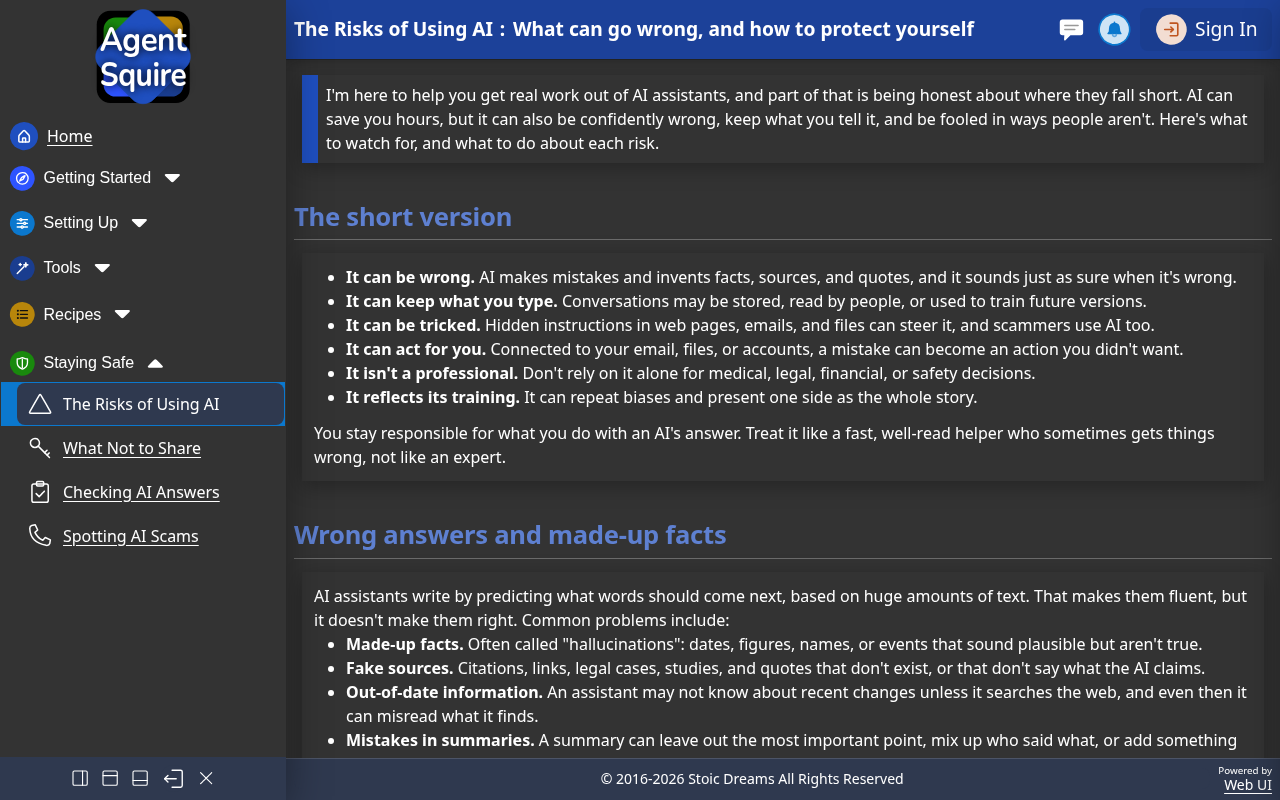 Agent
Squire
Home
Getting Started
Setting Up
Tools
Recipes
Staying Safe
The Risks of Using AI
What Not to Share
Checking AI Answers
Spotting AI Scams
The Risks of Using AI : What can go wrong, and how to protect yourself
Sign In
I'm here to help you get real work out of AI assistants, and part of that is being honest about where they fall short. AI can
save you hours, but it can also be confidently wrong, keep what you tell it, and be fooled in ways people aren't. Here's what
to watch for, and what to do about each risk.
The short version
• It can be wrong. AI makes mistakes and invents facts, sources, and quotes, and it sounds just as sure when it's wrong.
• It can keep what you type. Conversations may be stored, read by people, or used to train future versions.
• It can be tricked. Hidden instructions in web pages, emails, and files can steer it, and scammers use AI too.
• It can act for you. Connected to your email, files, or accounts, a mistake can become an action you didn't want.
• It isn't a professional. Don't rely on it alone for medical, legal, financial, or safety decisions.
• It reflects its training. It can repeat biases and present one side as the whole story.
You stay responsible for what you do with an AI's answer. Treat it like a fast, well-read helper who sometimes gets things
wrong, not like an expert.
Wrong answers and made-up facts
AI assistants write by predicting what words should come next, based on huge amounts of text. That makes them fluent, but
it doesn't make them right. Common problems include:
• Made-up facts. Often called "hallucinations": dates, figures, names, or events that sound plausible but aren't true.
• Fake sources. Citations, links, legal cases, studies, and quotes that don't exist, or that don't say what the AI claims.
• Out-of-date information. An assistant may not know about recent changes unless it searches the web, and even then it
can misread what it finds.
• Mistakes in summaries. A summary can leave out the most important point, mix up who said what, or add something
© 2016-2026 Stoic Dreams All Rights Reserved
Powered by
Web UI